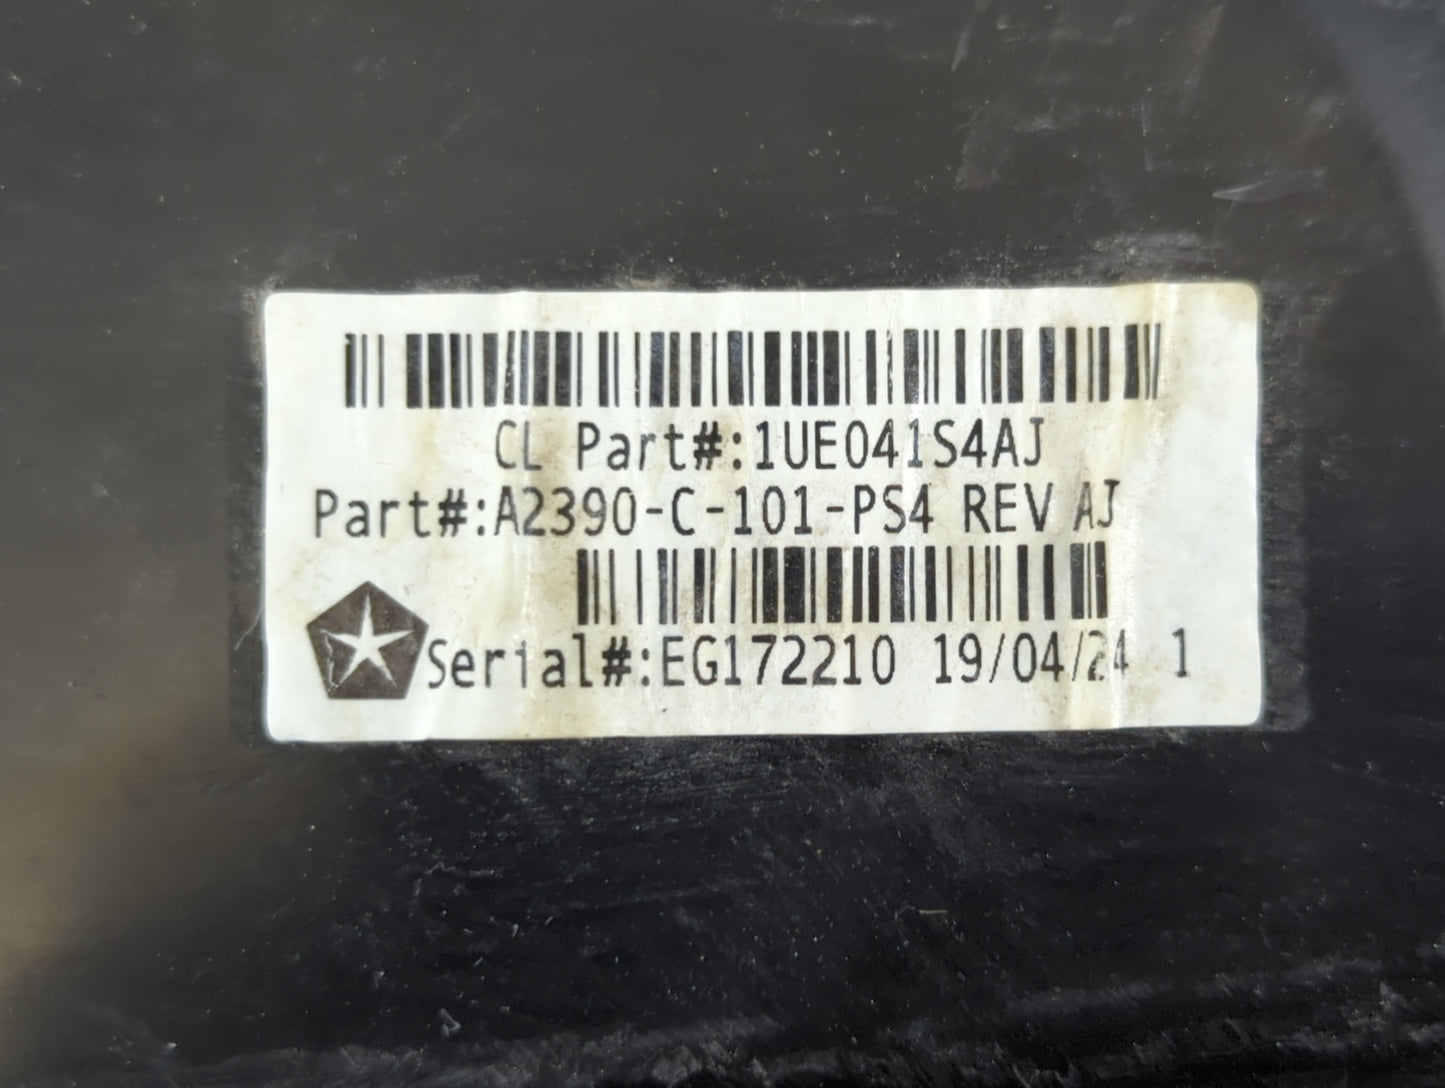 CL Part#:1UE041S4AJ
Part#:A2390-C-101-PS4 REV AJ
Serial#:EG172210 19/04/24 1